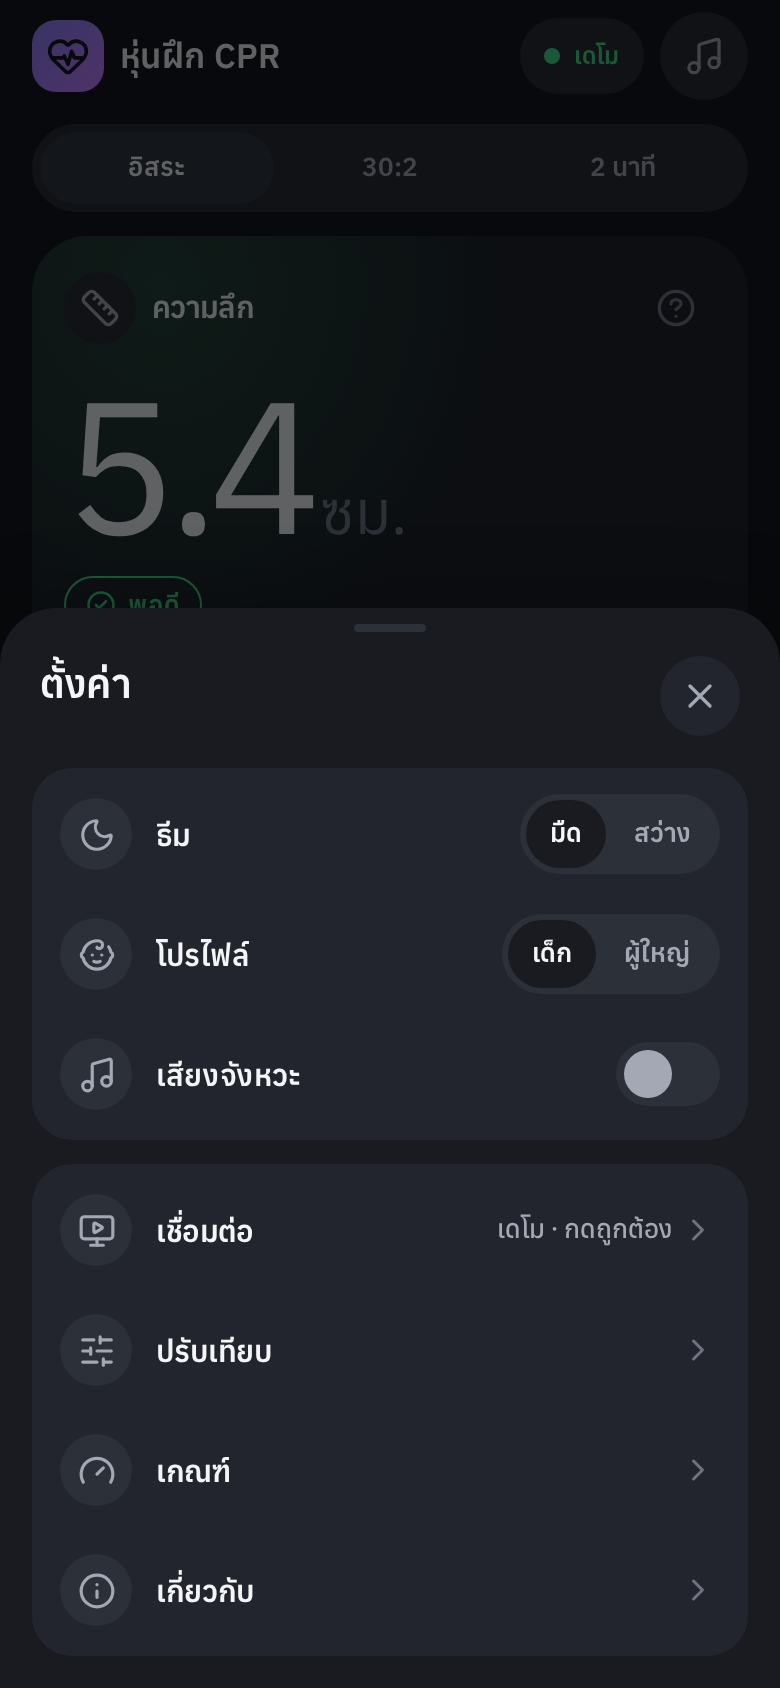 หุ่นฝึก CPR
เดโม
อิสระ
30:2
2 นาที
ความลึก
5.4 ซม.
พอดี
ตั้งค่า
ธีม
มืด
สว่าง
โปรไฟล์
เด็ก
ผู้ใหญ่
เสียงจังหวะ
เชื่อมต่อ
เดโม · กดถูกต้อง
ปรับเทียบ
เกณฑ์
เกี่ยวกับ